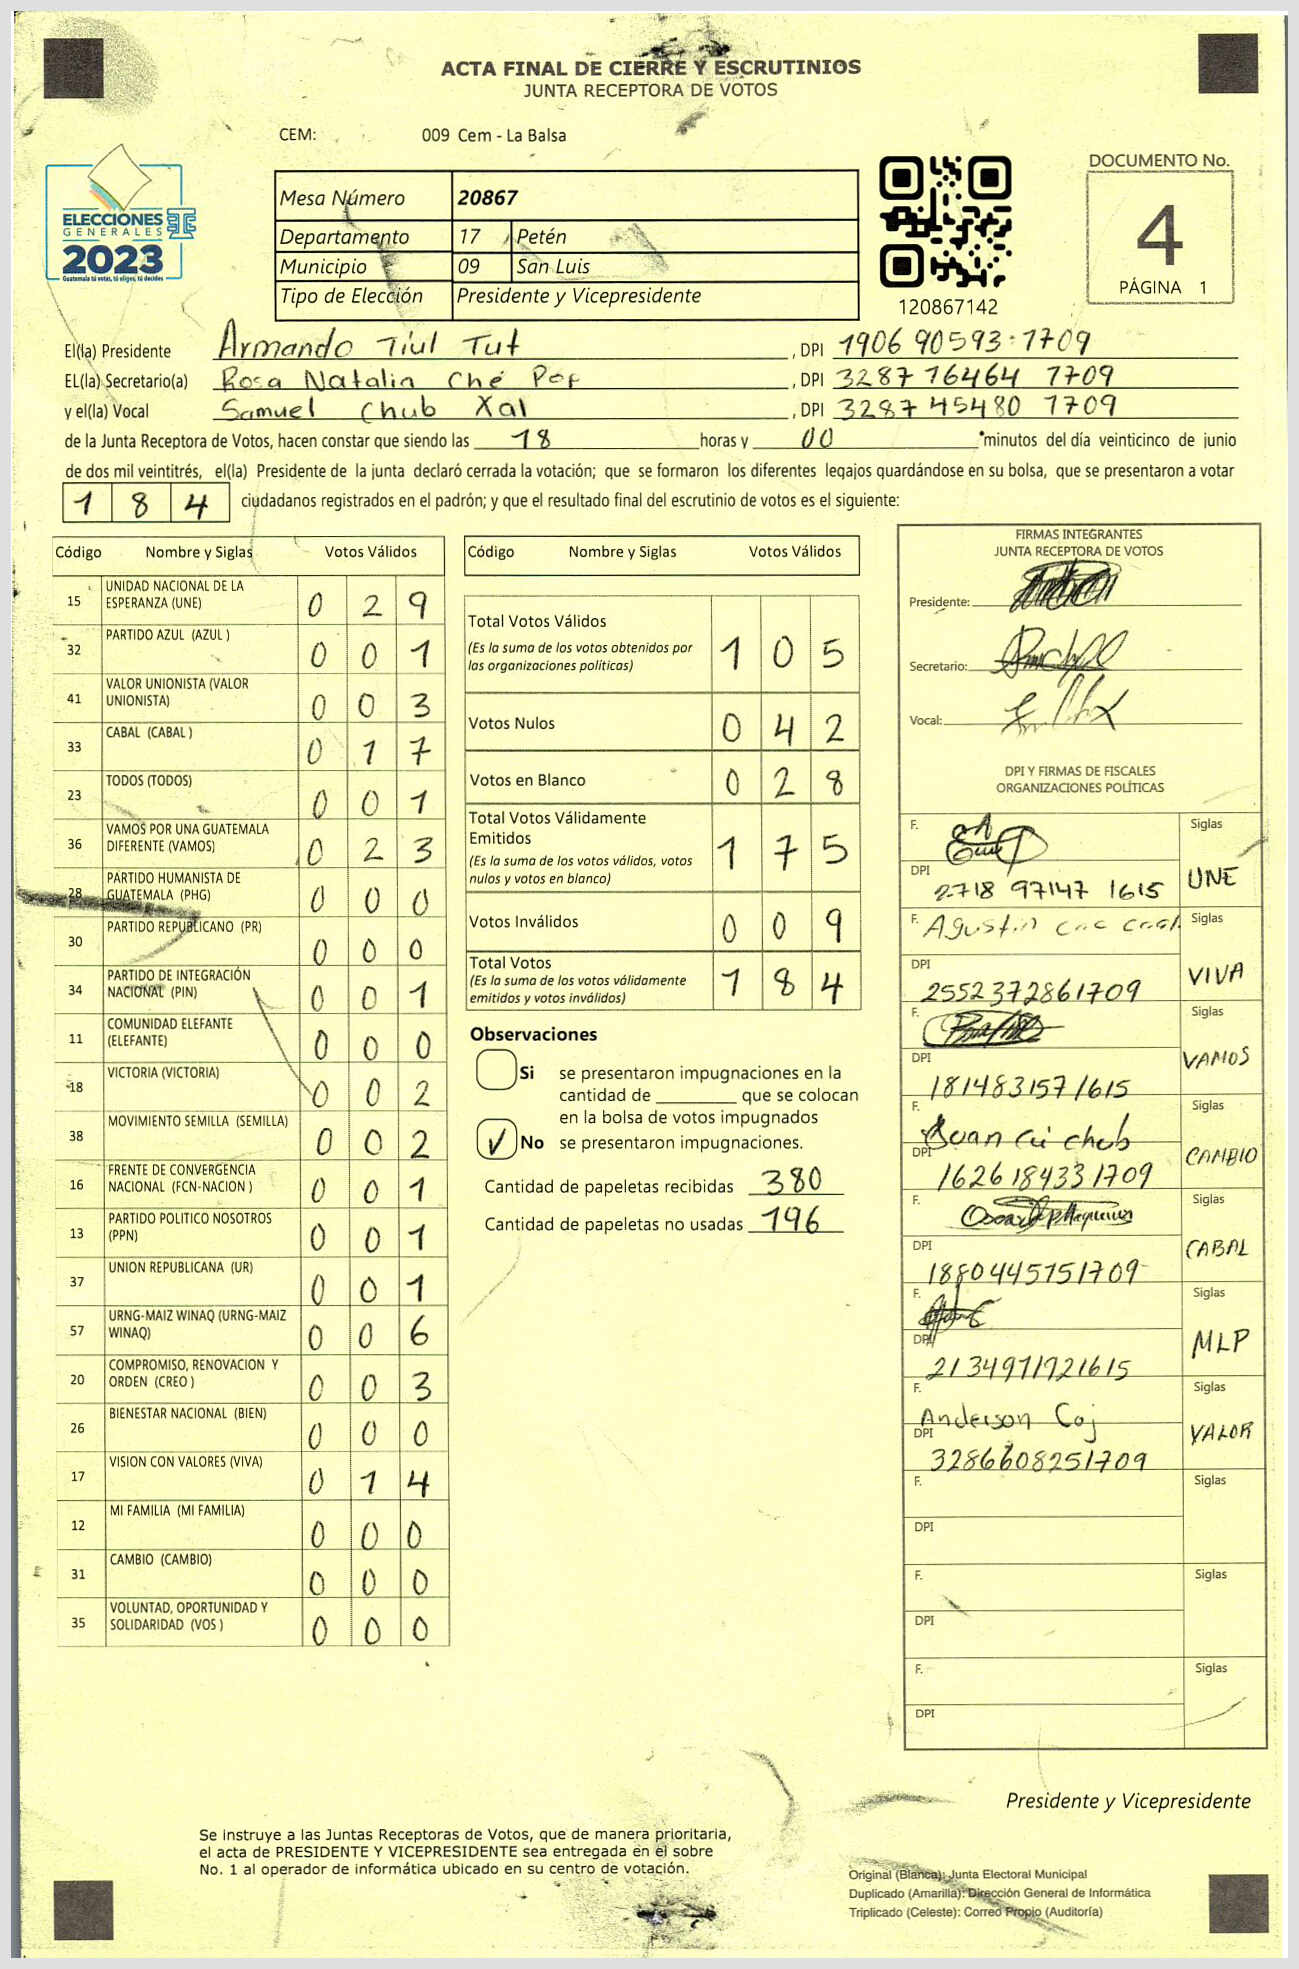 ACTA FINAL DE CIERRE Y ESCRUTINIOS
JUNTA RECEPTORA DE VOTOS
CEM: 009 Cem - La Balsa
ELECCIONES
GENERALES
2023
Guatemala tú votas, tú eliges, tú decides
Mesa Número 20867
Departamento 17 Petén
Municipio 09 San Luis
Tipo de Elección Presidente y Vicepresidente
120867142
DOCUMENTO No.
4
PÁGINA 1
El(la) Presidente Armando Tiul Tut , DPI 1906 90593 1709
EL(la) Secretario(a) Rosa Natalia Ché Pop , DPI 3287 76464 1709
y el(la) Vocal Samuel Chub Xal , DPI 3287 45480 1709
de la Junta Receptora de Votos, hacen constar que siendo las 18 horas y 00 minutos del día veinticinco de junio
de dos mil veintitrés, el(la) Presidente de la junta declaró cerrada la votación; que se formaron los diferentes legajos quardándose en su bolsa, que se presentaron a votar
184 ciudadanos registrados en el padrón; y que el resultado final del escrutinio de votos es el siguiente:
Código Nombre y Siglas Votos Válidos
15 UNIDAD NACIONAL DE LA ESPERANZA (UNE) 0 2 9
32 PARTIDO AZUL (AZUL ) 0 0 1
41 VALOR UNIONISTA (VALOR UNIONISTA) 0 0 3
33 CABAL (CABAL ) 0 1 7
23 TODOS (TODOS) 0 0 1
36 VAMOS POR UNA GUATEMALA DIFERENTE (VAMOS) 0 2 3
28 PARTIDO HUMANISTA DE GUATEMALA (PHG) 0 0 0
30 PARTIDO REPUBLICANO (PR) 0 0 0
34 PARTIDO DE INTEGRACIÓN NACIONAL (PIN) 0 0 1
11 COMUNIDAD ELEFANTE (ELEFANTE) 0 0 0
18 VICTORIA (VICTORIA) 0 0 2
38 MOVIMIENTO SEMILLA (SEMILLA) 0 0 2
16 FRENTE DE CONVERGENCIA NACIONAL (FCN-NACION ) 0 0 1
13 PARTIDO POLITICO NOSOTROS (PPN) 0 0 1
37 UNION REPUBLICANA (UR) 0 0 1
57 URNG-MAIZ WINAQ (URNG-MAIZ WINAQ) 0 0 6
20 COMPROMISO, RENOVACION Y ORDEN (CREO ) 0 0 3
26 BIENESTAR NACIONAL (BIEN) 0 0 0
17 VISION CON VALORES (VIVA) 0 1 4
12 MI FAMILIA (MI FAMILIA) 0 0 0
31 CAMBIO (CAMBIO) 0 0 0
35 VOLUNTAD, OPORTUNIDAD Y SOLIDARIDAD (VOS ) 0 0 0
Código Nombre y Siglas Votos Válidos
Total Votos Válidos
(Es la suma de los votos obtenidos por las organizaciones políticas) 1 0 5
Votos Nulos 0 4 2
Votos en Blanco 0 2 8
Total Votos Válidamente Emitidos
(Es la suma de los votos válidos, votos nulos y votos en blanco) 1 7 5
Votos Inválidos 0 0 9
Total Votos
(Es la suma de los votos válidamente emitidos y votos inválidos) 1 8 4
Observaciones
Si se presentaron impugnaciones en la
cantidad de ________ que se colocan
en la bolsa de votos impugnados
No se presentaron impugnaciones.
Cantidad de papeletas recibidas 380
Cantidad de papeletas no usadas 196
FIRMAS INTEGRANTES
JUNTA RECEPTORA DE VOTOS
Presidente:
Secretario:
Vocal:
DPI Y FIRMAS DE FISCALES
ORGANIZACIONES POLÍTICAS
F. Siglas
DPI 2718 97147 1615 UNE
F. Agustin Siglas
DPI 2552372861709 VIVA
F. Siglas
DPI 1814831571615 VAMOS
F. Juan Chub Siglas
DPI 1626184331709 CAMBIO
F. Siglas
DPI 1880445751709 CABAL
F. Siglas
DPI 2134971721615 MLP
F. Anderson Coj Siglas
DPI 3286608251709 VALOR
F. Siglas
DPI
F. Siglas
DPI
F. Siglas
DPI
Presidente y Vicepresidente
Se instruye a las Juntas Receptoras de Votos, que de manera prioritaria,
el acta de PRESIDENTE Y VICEPRESIDENTE sea entregada en el sobre
No. 1 al operador de informática ubicado en su centro de votación.
Original (Blanca): Junta Electoral Municipal
Duplicado (Amarilla): Dirección General de Informática
Triplicado (Celeste): Correo Propio (Auditoría)